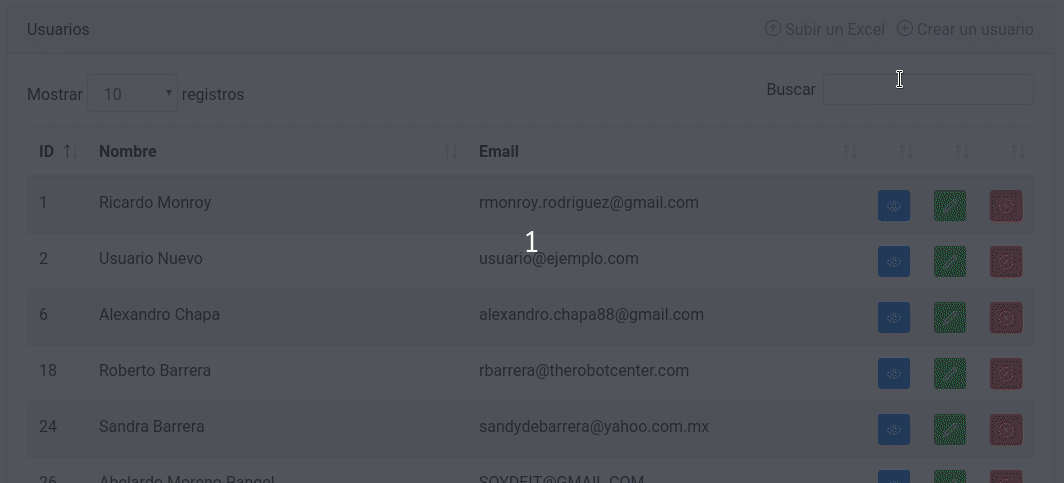 Usuarios Subir un Excel Crear un usuario
Mostrar 10 registros Buscar
ID Nombre Email
1 Ricardo Monroy rmonroy.rodriguez@gmail.com
1
2 Usuario Nuevo usuario@ejemplo.com
6 Alexandro Chapa alexandro.chapa88@gmail.com
18 Roberto Barrera rbarrera@therobotcenter.com
24 Sandra Barrera sandydebarrera@yahoo.com.mx
26 Abelardo Moreno Rangel SOYDEIT@GMAIL.COM